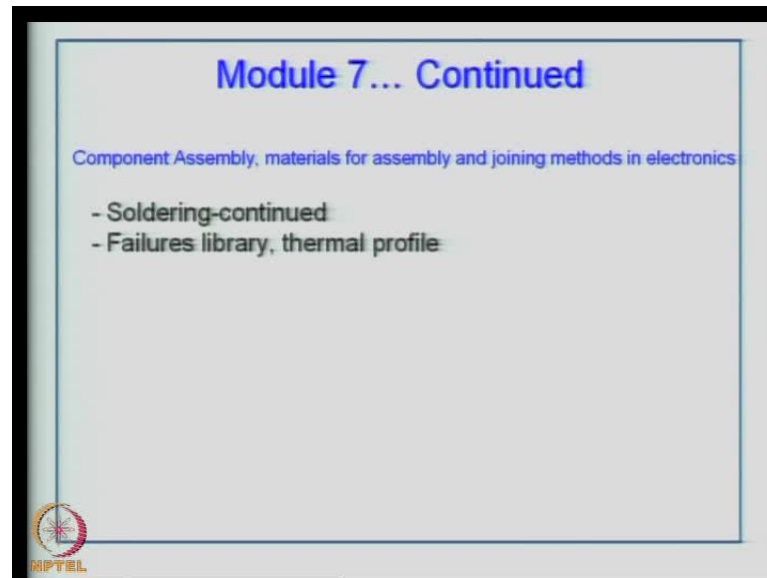 Module 7... Continued
Component Assembly, materials for assembly and joining methods in electronics
- Soldering-continued
- Failures library, thermal profile
NPTEL